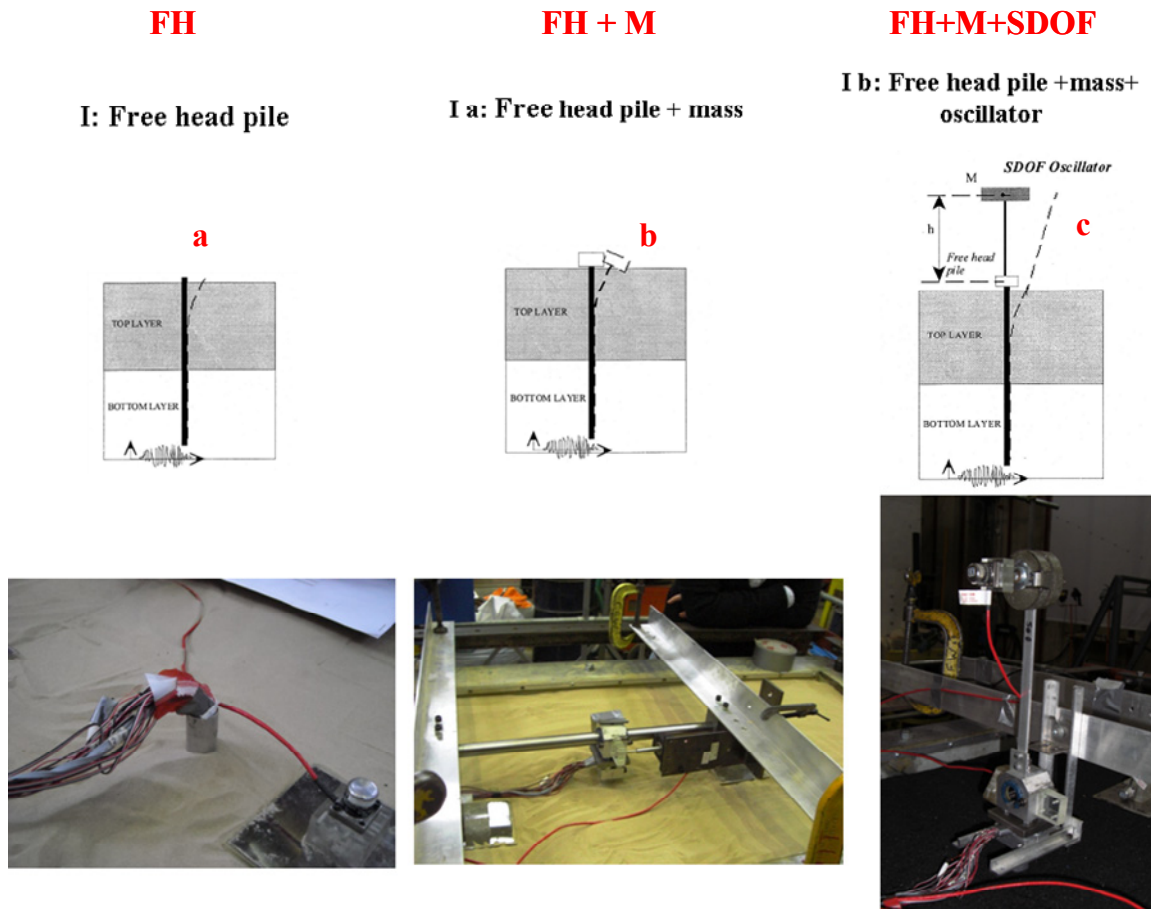 FH
FH + M
FH+M+SDOF
I: Free head pile
I a: Free head pile + mass
I b: Free head pile +mass+
oscillator
a
TOP LAYER
BOTTOM LAYER
b
TOP LAYER
BOTTOM LAYER
SDOF Oscillator
M
h
c
Free head
pile
TOP LAYER
BOTTOM LAYER